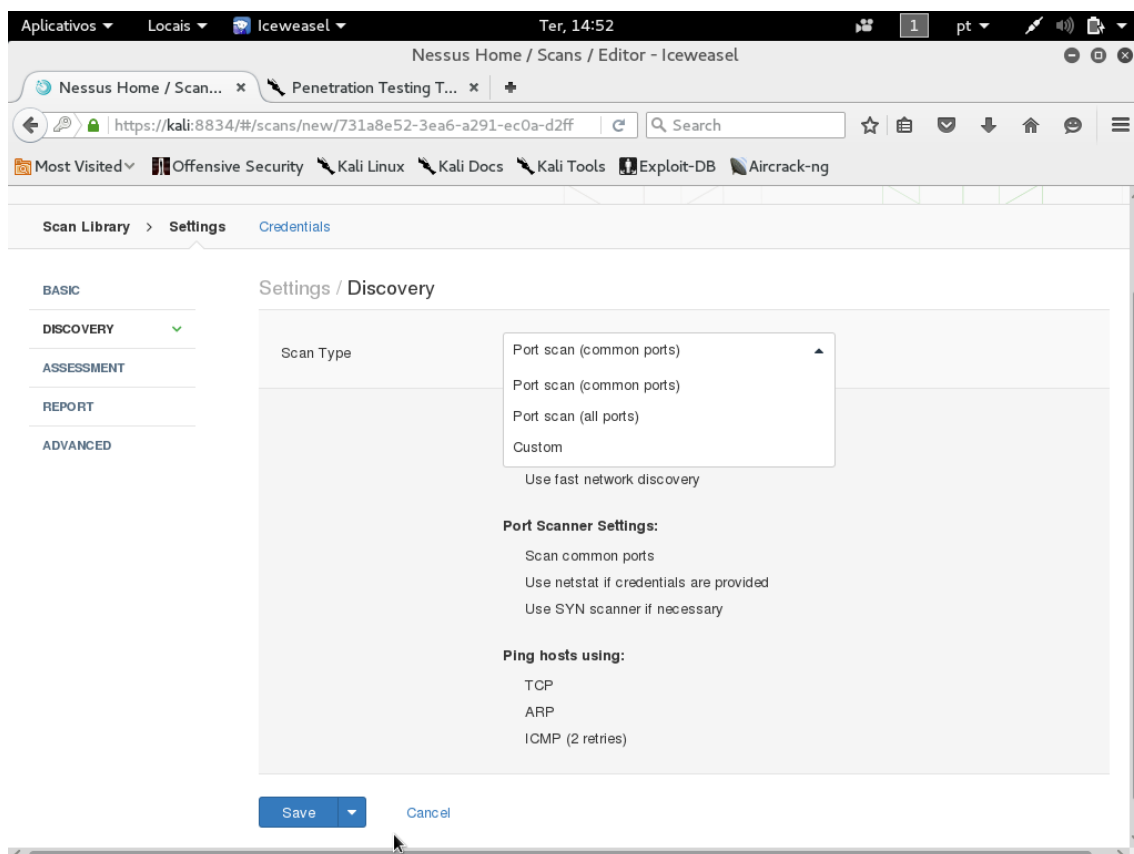 Aplicativos Locais Iceweasel Ter, 14:52 1 pt
Nessus Home / Scans / Editor - Iceweasel
Nessus Home / Scan... Penetration Testing T...
https://kali:8834/#/scans/new/731a8e52-3ea6-a291-ec0a-d2ff Search
Most Visited Offensive Security Kali Linux Kali Docs Kali Tools Exploit-DB Aircrack-ng
Scan Library > Settings Credentials
BASIC
DISCOVERY
ASSESSMENT
REPORT
ADVANCED
Settings / Discovery
Scan Type Port scan (common ports)
Port scan (common ports)
Port scan (all ports)
Custom
Use fast network discovery
Port Scanner Settings:
Scan common ports
Use netstat if credentials are provided
Use SYN scanner if necessary
Ping hosts using:
TCP
ARP
ICMP (2 retries)
Save Cancel